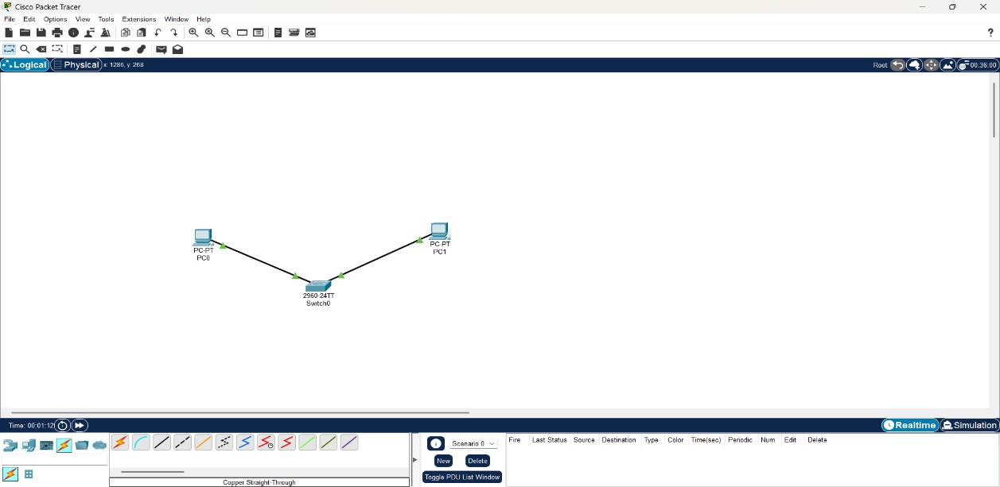 Cisco Packet Tracer
File Edit Options View Tools Extensions Window Help
?
Logical Physical x: 1286, y: 268 Root 00:36:00
PC-PT
PC0
PC-PT
PC1
2960-24TT
Switch0
Time: 00:01:12 Realtime Simulation
Scenario 0
New Delete
Toggle PDU List Window
Fire Last Status Source Destination Type Color Time(sec) Periodic Num Edit Delete
Copper Straight-Through